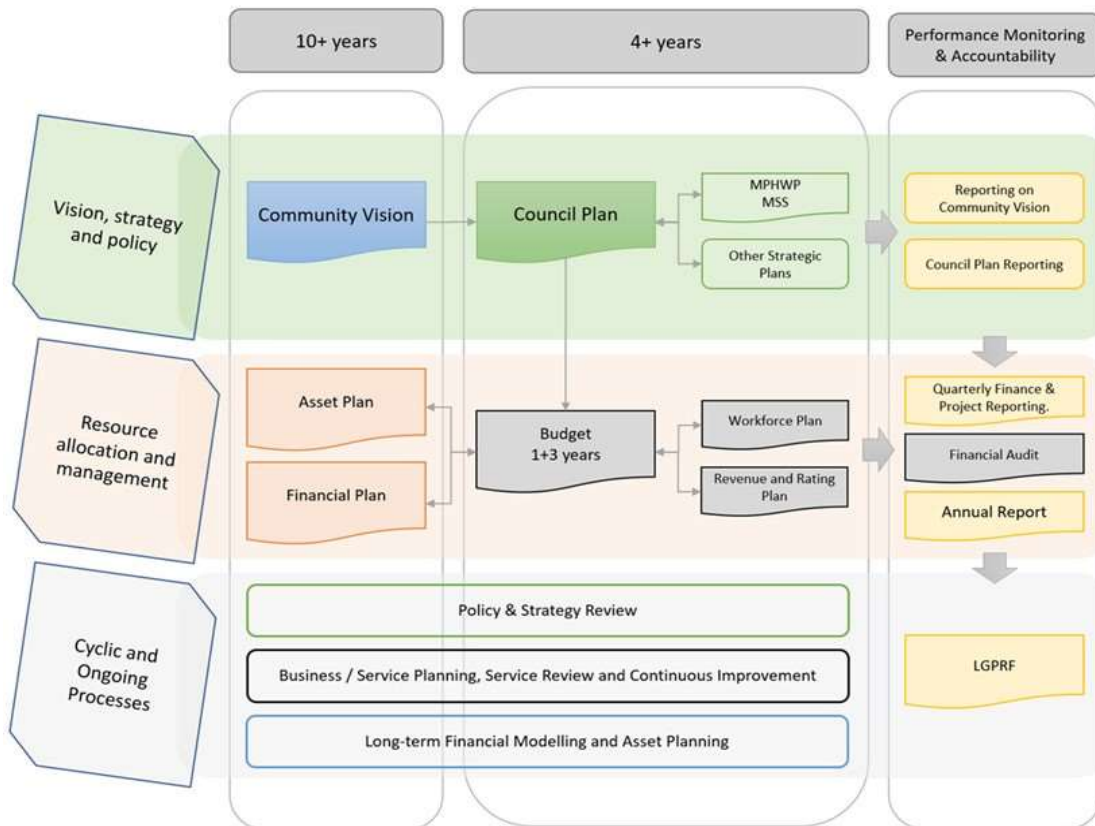 10+ years
4+ years
Performance Monitoring
& Accountability
Vision, strategy
and policy
Community Vision
Council Plan
MPHWP
MSS
Other Strategic
Plans
Reporting on
Community Vision
Council Plan Reporting
Resource
allocation and
management
Asset Plan
Financial Plan
Budget
1+3 years
Workforce Plan
Revenue and Rating
Plan
Quarterly Finance &
Project Reporting.
Financial Audit
Annual Report
Cyclic and
Ongoing
Processes
Policy & Strategy Review
Business / Service Planning, Service Review and Continuous Improvement
Long-term Financial Modelling and Asset Planning
LGPRF